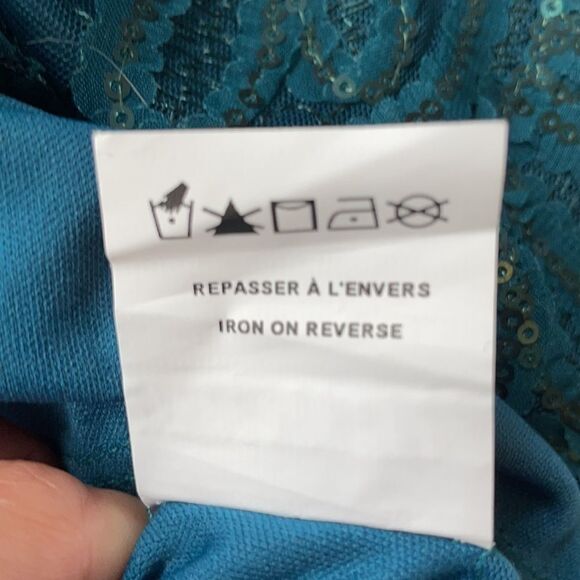 REPASSER À L'ENVERS
IRON ON REVERSE